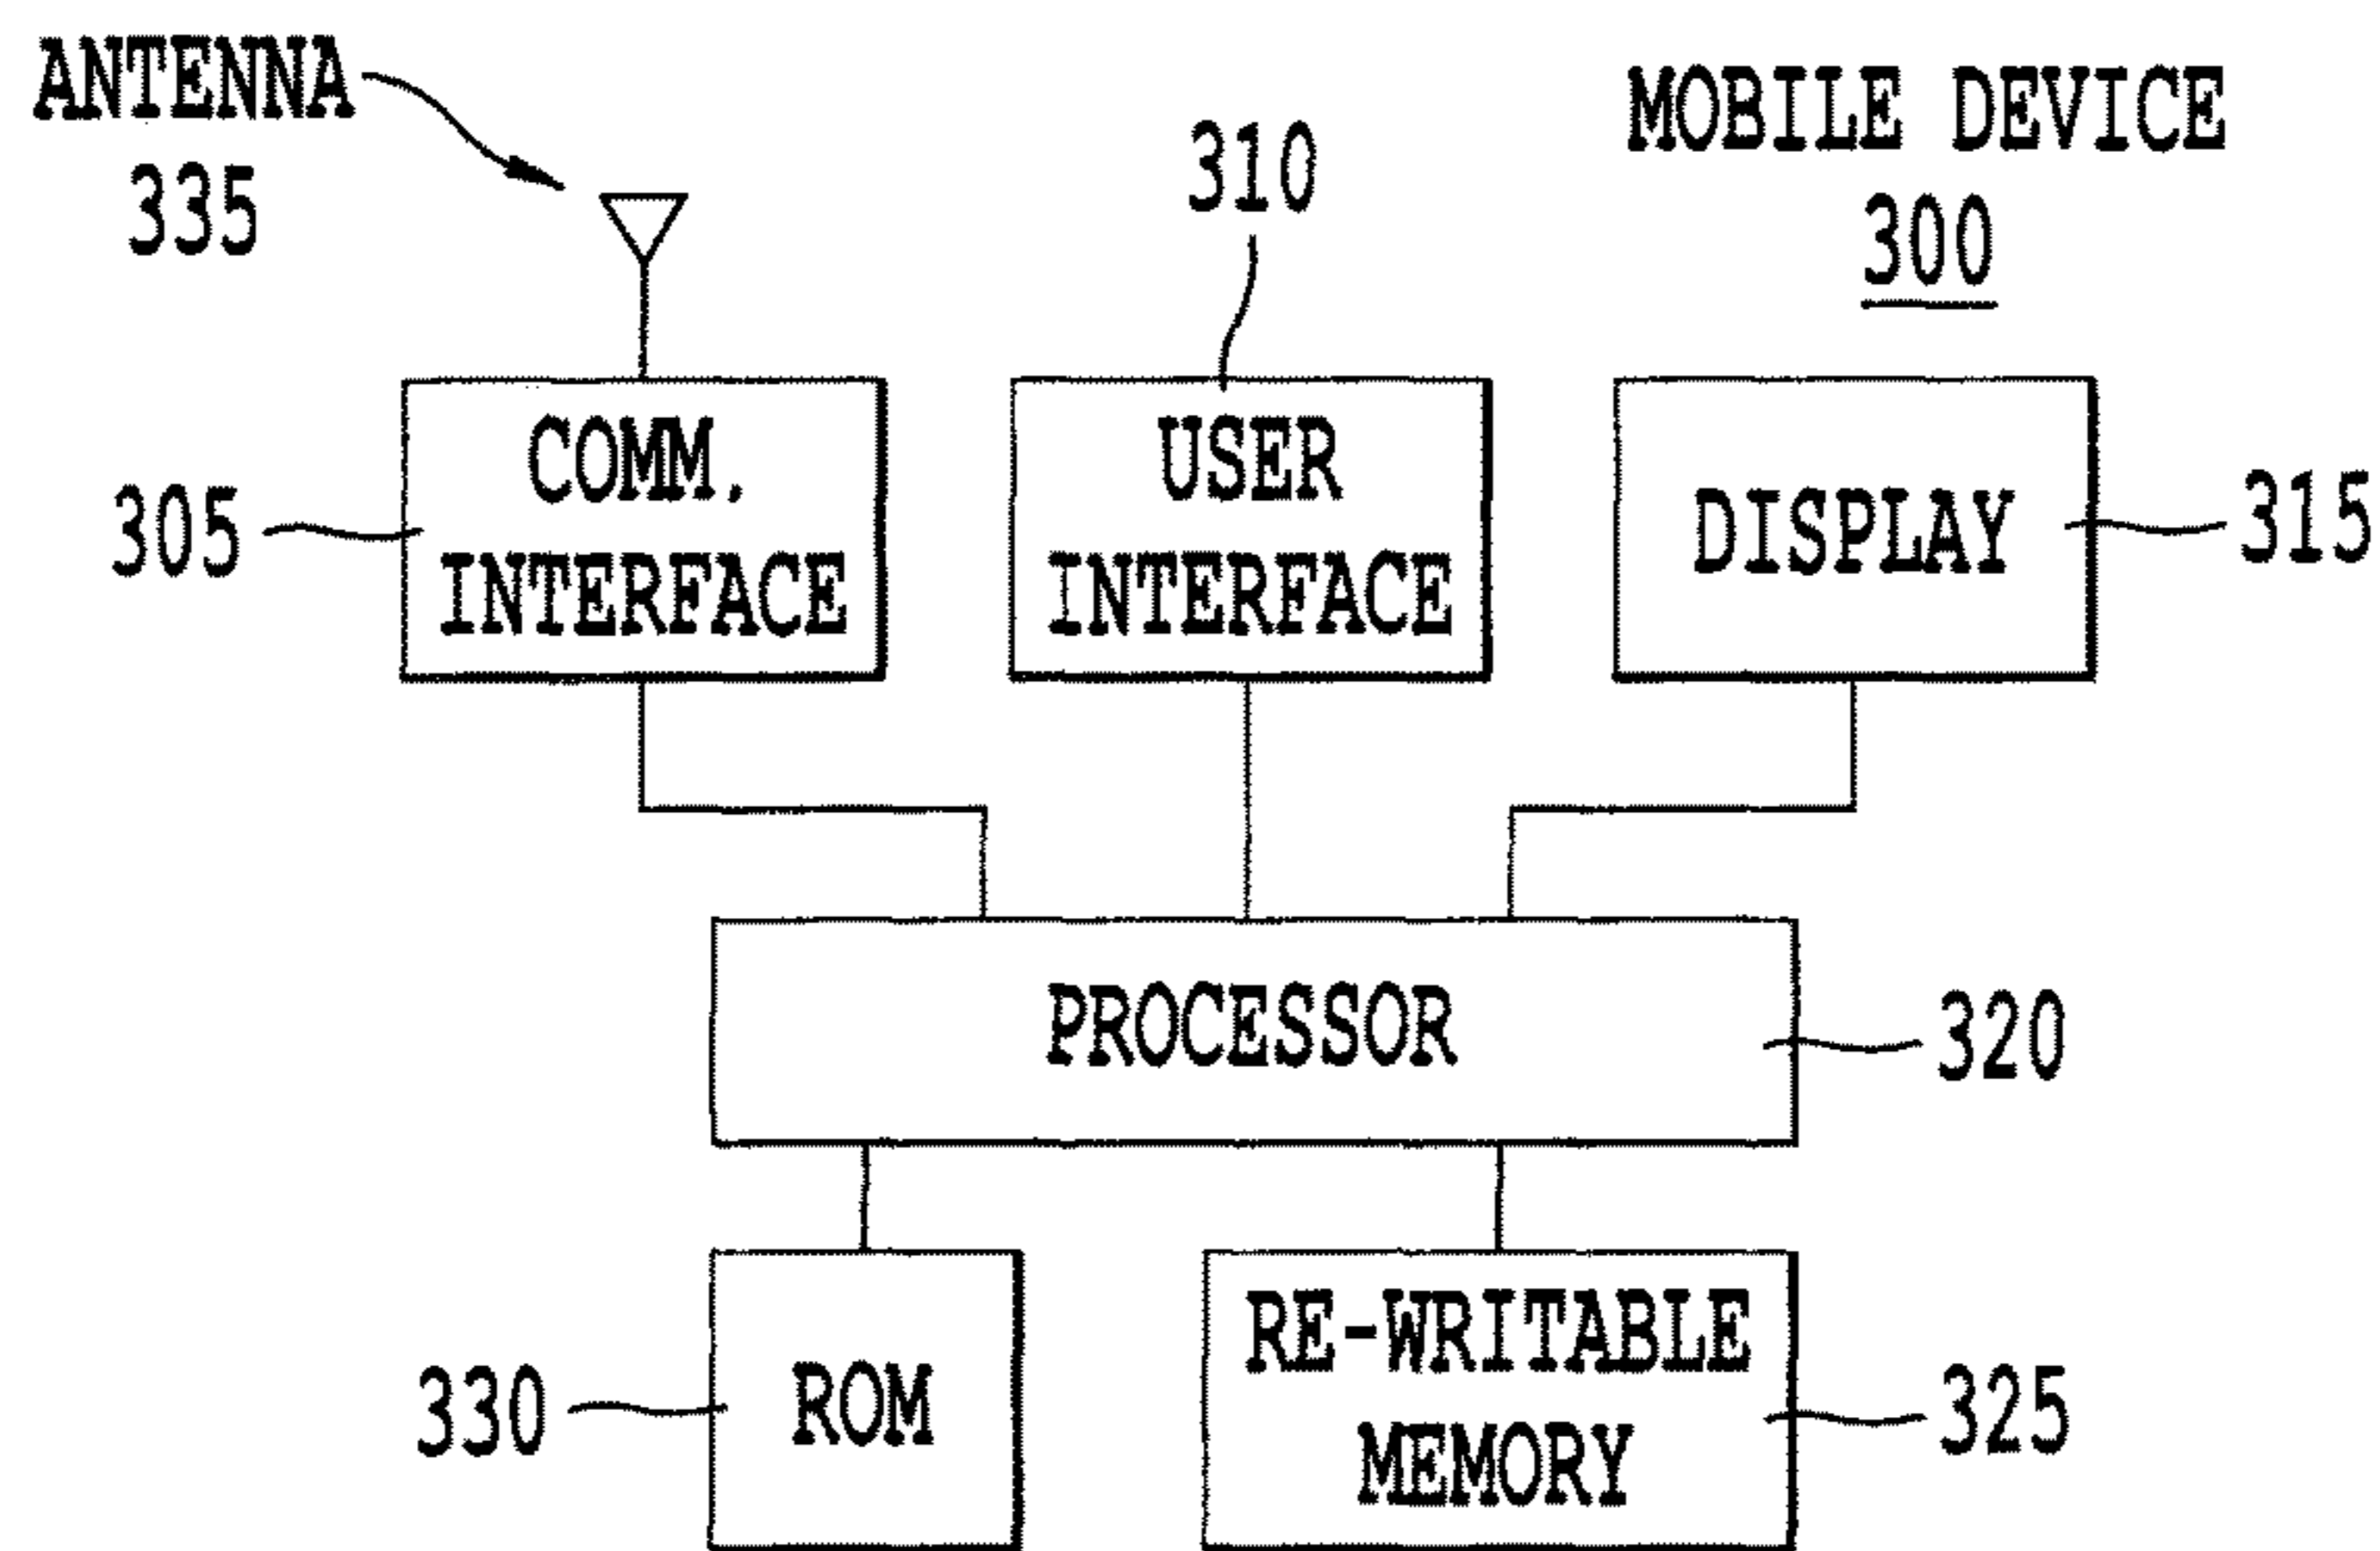 ANTENNA
335
310
MOBILE DEVICE
300
COMM.
INTERFACE
305
USER
INTERFACE
DISPLAY
315
PROCESSOR
320
ROM
330
RE-WRITABLE
MEMORY
325